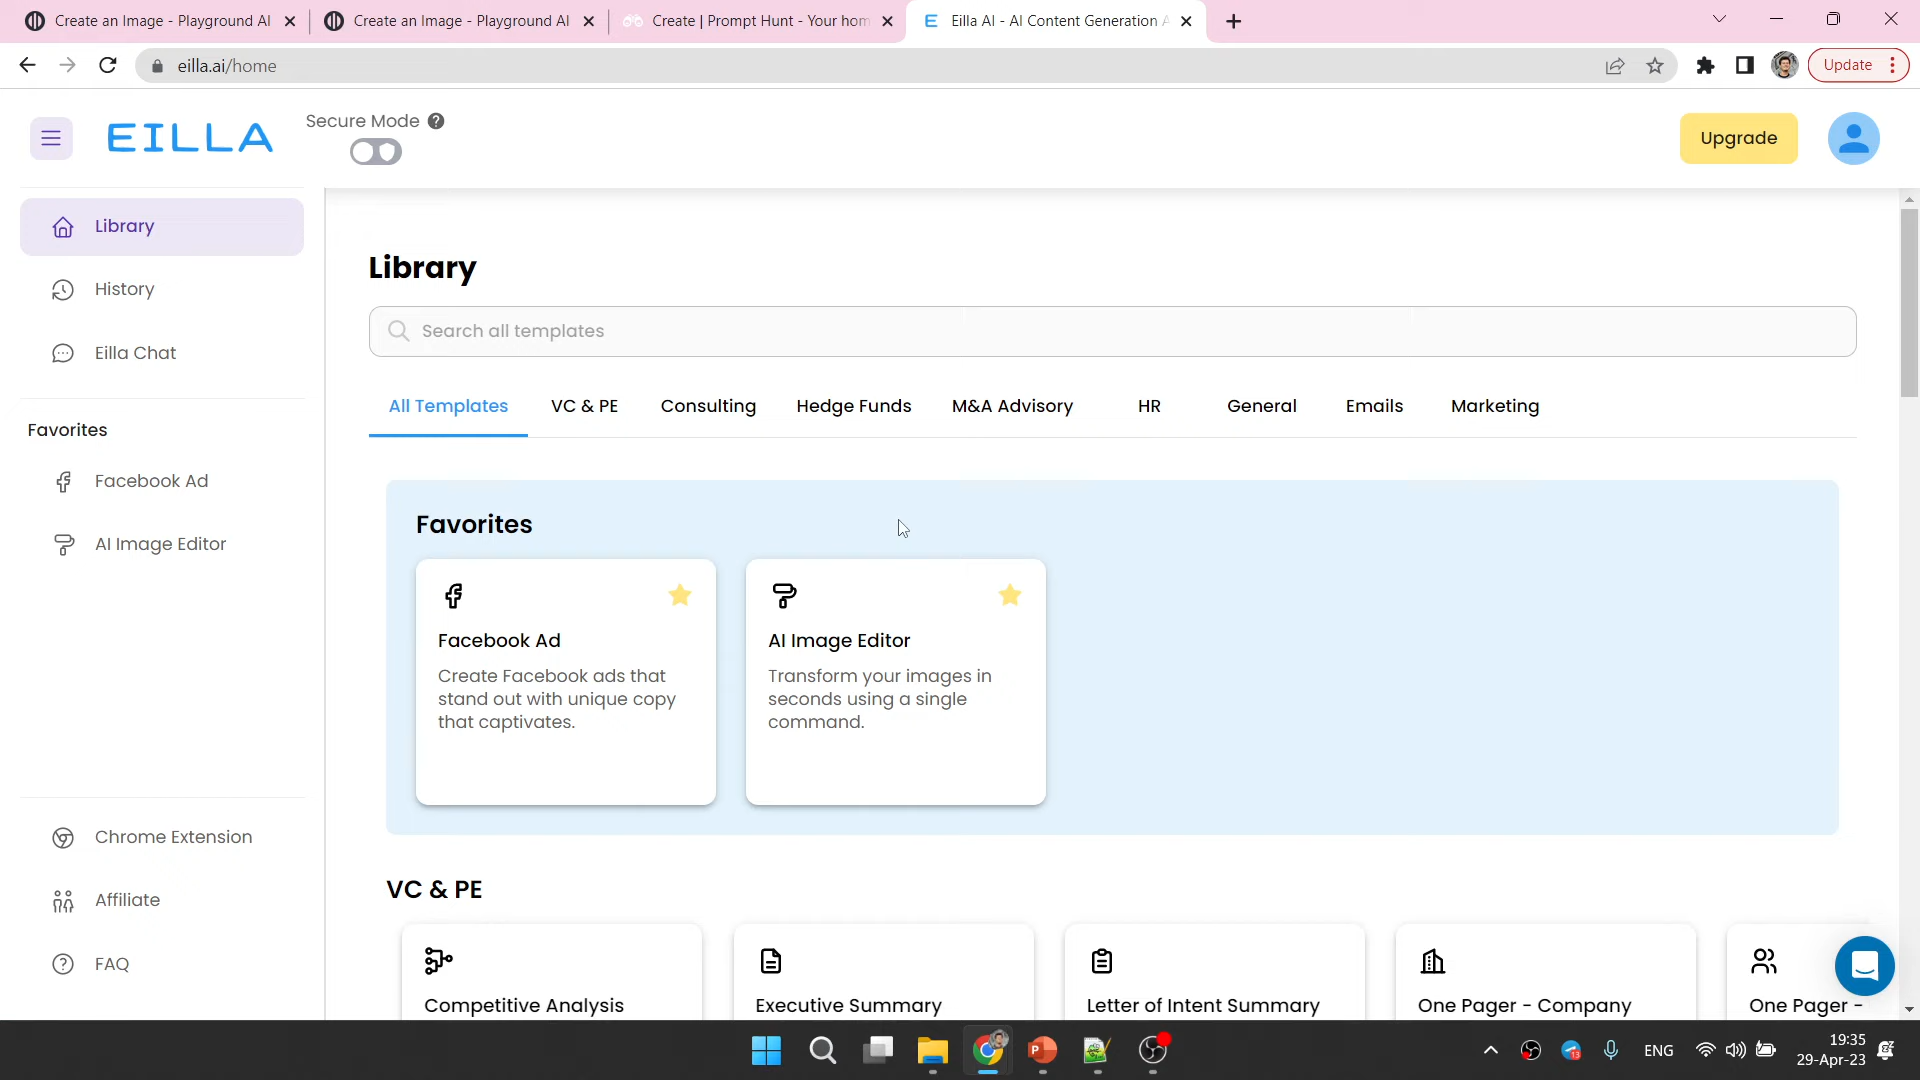 Create an Image - Playground AI
Create an Image - Playground AI
Create | Prompt Hunt - Your hom
Eilla AI - AI Content Generation A
eilla.ai/home
Update
EILLA
Secure Mode
Upgrade
Library
History
Eilla Chat
Favorites
Facebook Ad
AI Image Editor
Chrome Extension
Affiliate
FAQ
Library
Search all templates
All Templates
VC & PE
Consulting
Hedge Funds
M&A Advisory
HR
General
Emails
Marketing
Favorites
Facebook Ad
Create Facebook ads that
stand out with unique copy
that captivates.
AI Image Editor
Transform your images in
seconds using a single
command.
VC & PE
Competitive Analysis
Executive Summary
Letter of Intent Summary
One Pager - Company
One Pager -
13
ENG
19:35
29-Apr-23